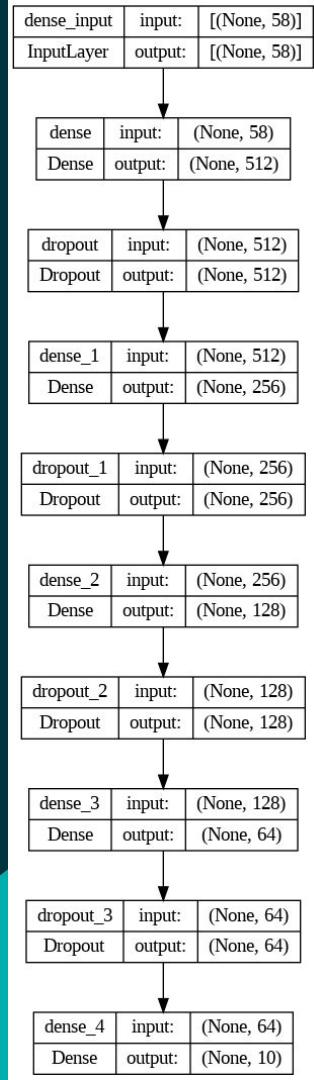 dense_input input: [(None, 58)]
InputLayer output: [(None, 58)]
dense input: (None, 58)
Dense output: (None, 512)
dropout input: (None, 512)
Dropout output: (None, 512)
dense_1 input: (None, 512)
Dense output: (None, 256)
dropout_1 input: (None, 256)
Dropout output: (None, 256)
dense_2 input: (None, 256)
Dense output: (None, 128)
dropout_2 input: (None, 128)
Dropout output: (None, 128)
dense_3 input: (None, 128)
Dense output: (None, 64)
dropout_3 input: (None, 64)
Dropout output: (None, 64)
dense_4 input: (None, 64)
Dense output: (None, 10)